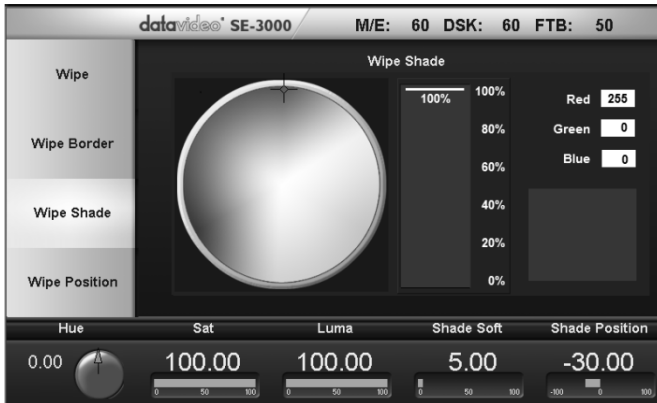 datavideo SE-3000 M/E: 60 DSK: 60 FTB: 50
Wipe
Wipe Border
Wipe Shade
Wipe Position
Wipe Shade
100%
100%
80%
60%
40%
20%
0%
Red 255
Green 0
Blue 0
Hue Sat Luma Shade Soft Shade Position
0.00 100.00 100.00 5.00 -30.00
0 50 100 0 50 100 0 50 100 -100 0 100